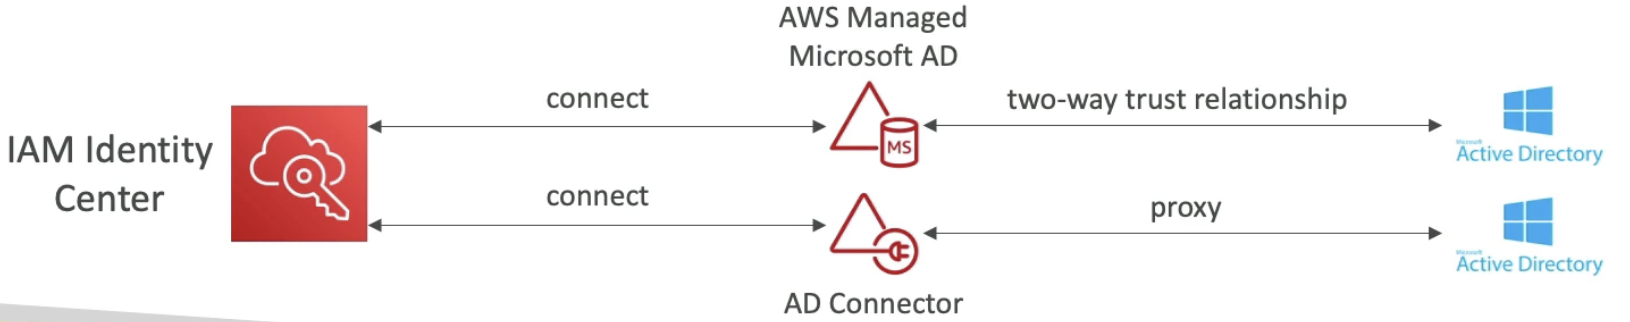 AWS Managed
Microsoft AD
connect
two-way trust relationship
MS
Microsoft
Active Directory
IAM Identity
Center
connect
proxy
Microsoft
Active Directory
AD Connector